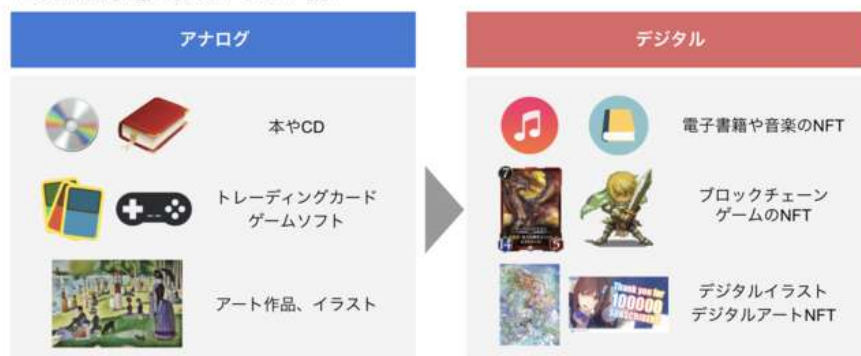 アナログ
デジタル
本やCD
電子書籍や音楽のNFT
トレーディングカード
ゲームソフト
7
14
5
ブロックチェーン
ゲームのNFT
アート作品、イラスト
Thank you for
100000
SUBSCRIBERS
デジタルイラスト
デジタルアートNFT